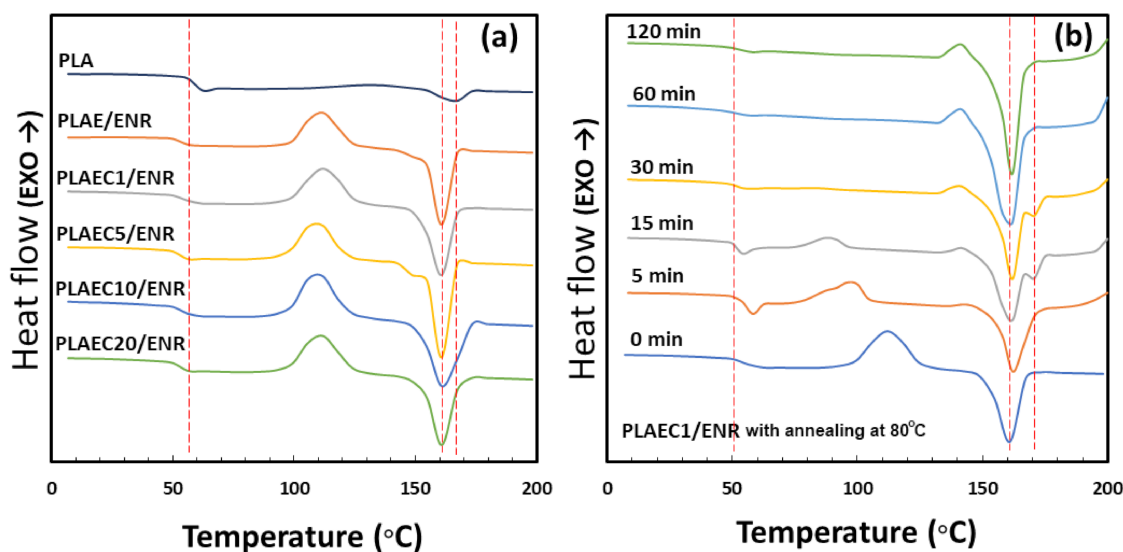 (a)
PLA
PLAE/ENR
PLAEC1/ENR
PLAEC5/ENR
PLAEC10/ENR
PLAEC20/ENR
Heat flow (EXO →)
0 50 100 150 200
Temperature (°C)
(b)
120 min
60 min
30 min
15 min
5 min
0 min
PLAEC1/ENR with annealing at 80°C
Heat flow (EXO →)
0 50 100 150 200
Temperature (°C)